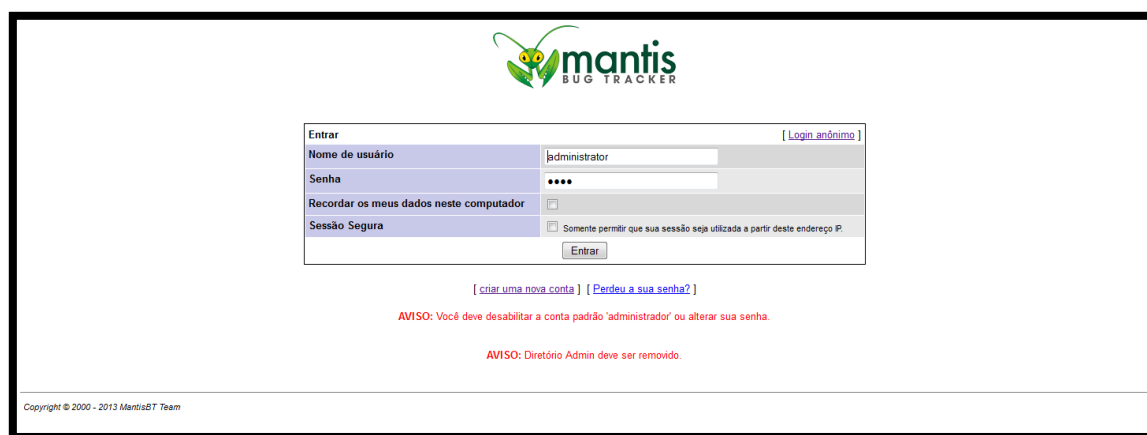 mantis
BUG TRACKER
Entrar [ Login anônimo ]
Nome de usuário administrator
Senha ••••
Recordar os meus dados neste computador
Sessão Segura Somente permitir que sua sessão seja utilizada a partir deste endereço IP.
Entrar
[ criar uma nova conta ] [ Perdeu a sua senha? ]
AVISO: Você deve desabilitar a conta padrão 'administrador' ou alterar sua senha.
AVISO: Diretório Admin deve ser removido.
Copyright © 2000 - 2013 MantisBT Team